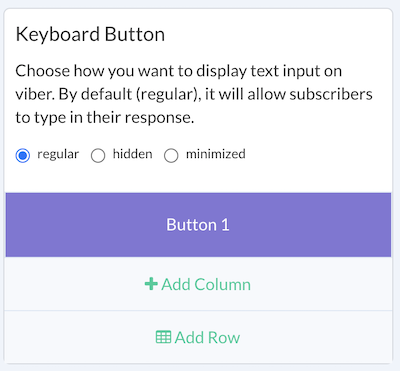 Keyboard Button
Choose how you want to display text input on
viber. By default (regular), it will allow subscribers
to type in their response.
regular hidden minimized
Button 1
Add Column
Add Row